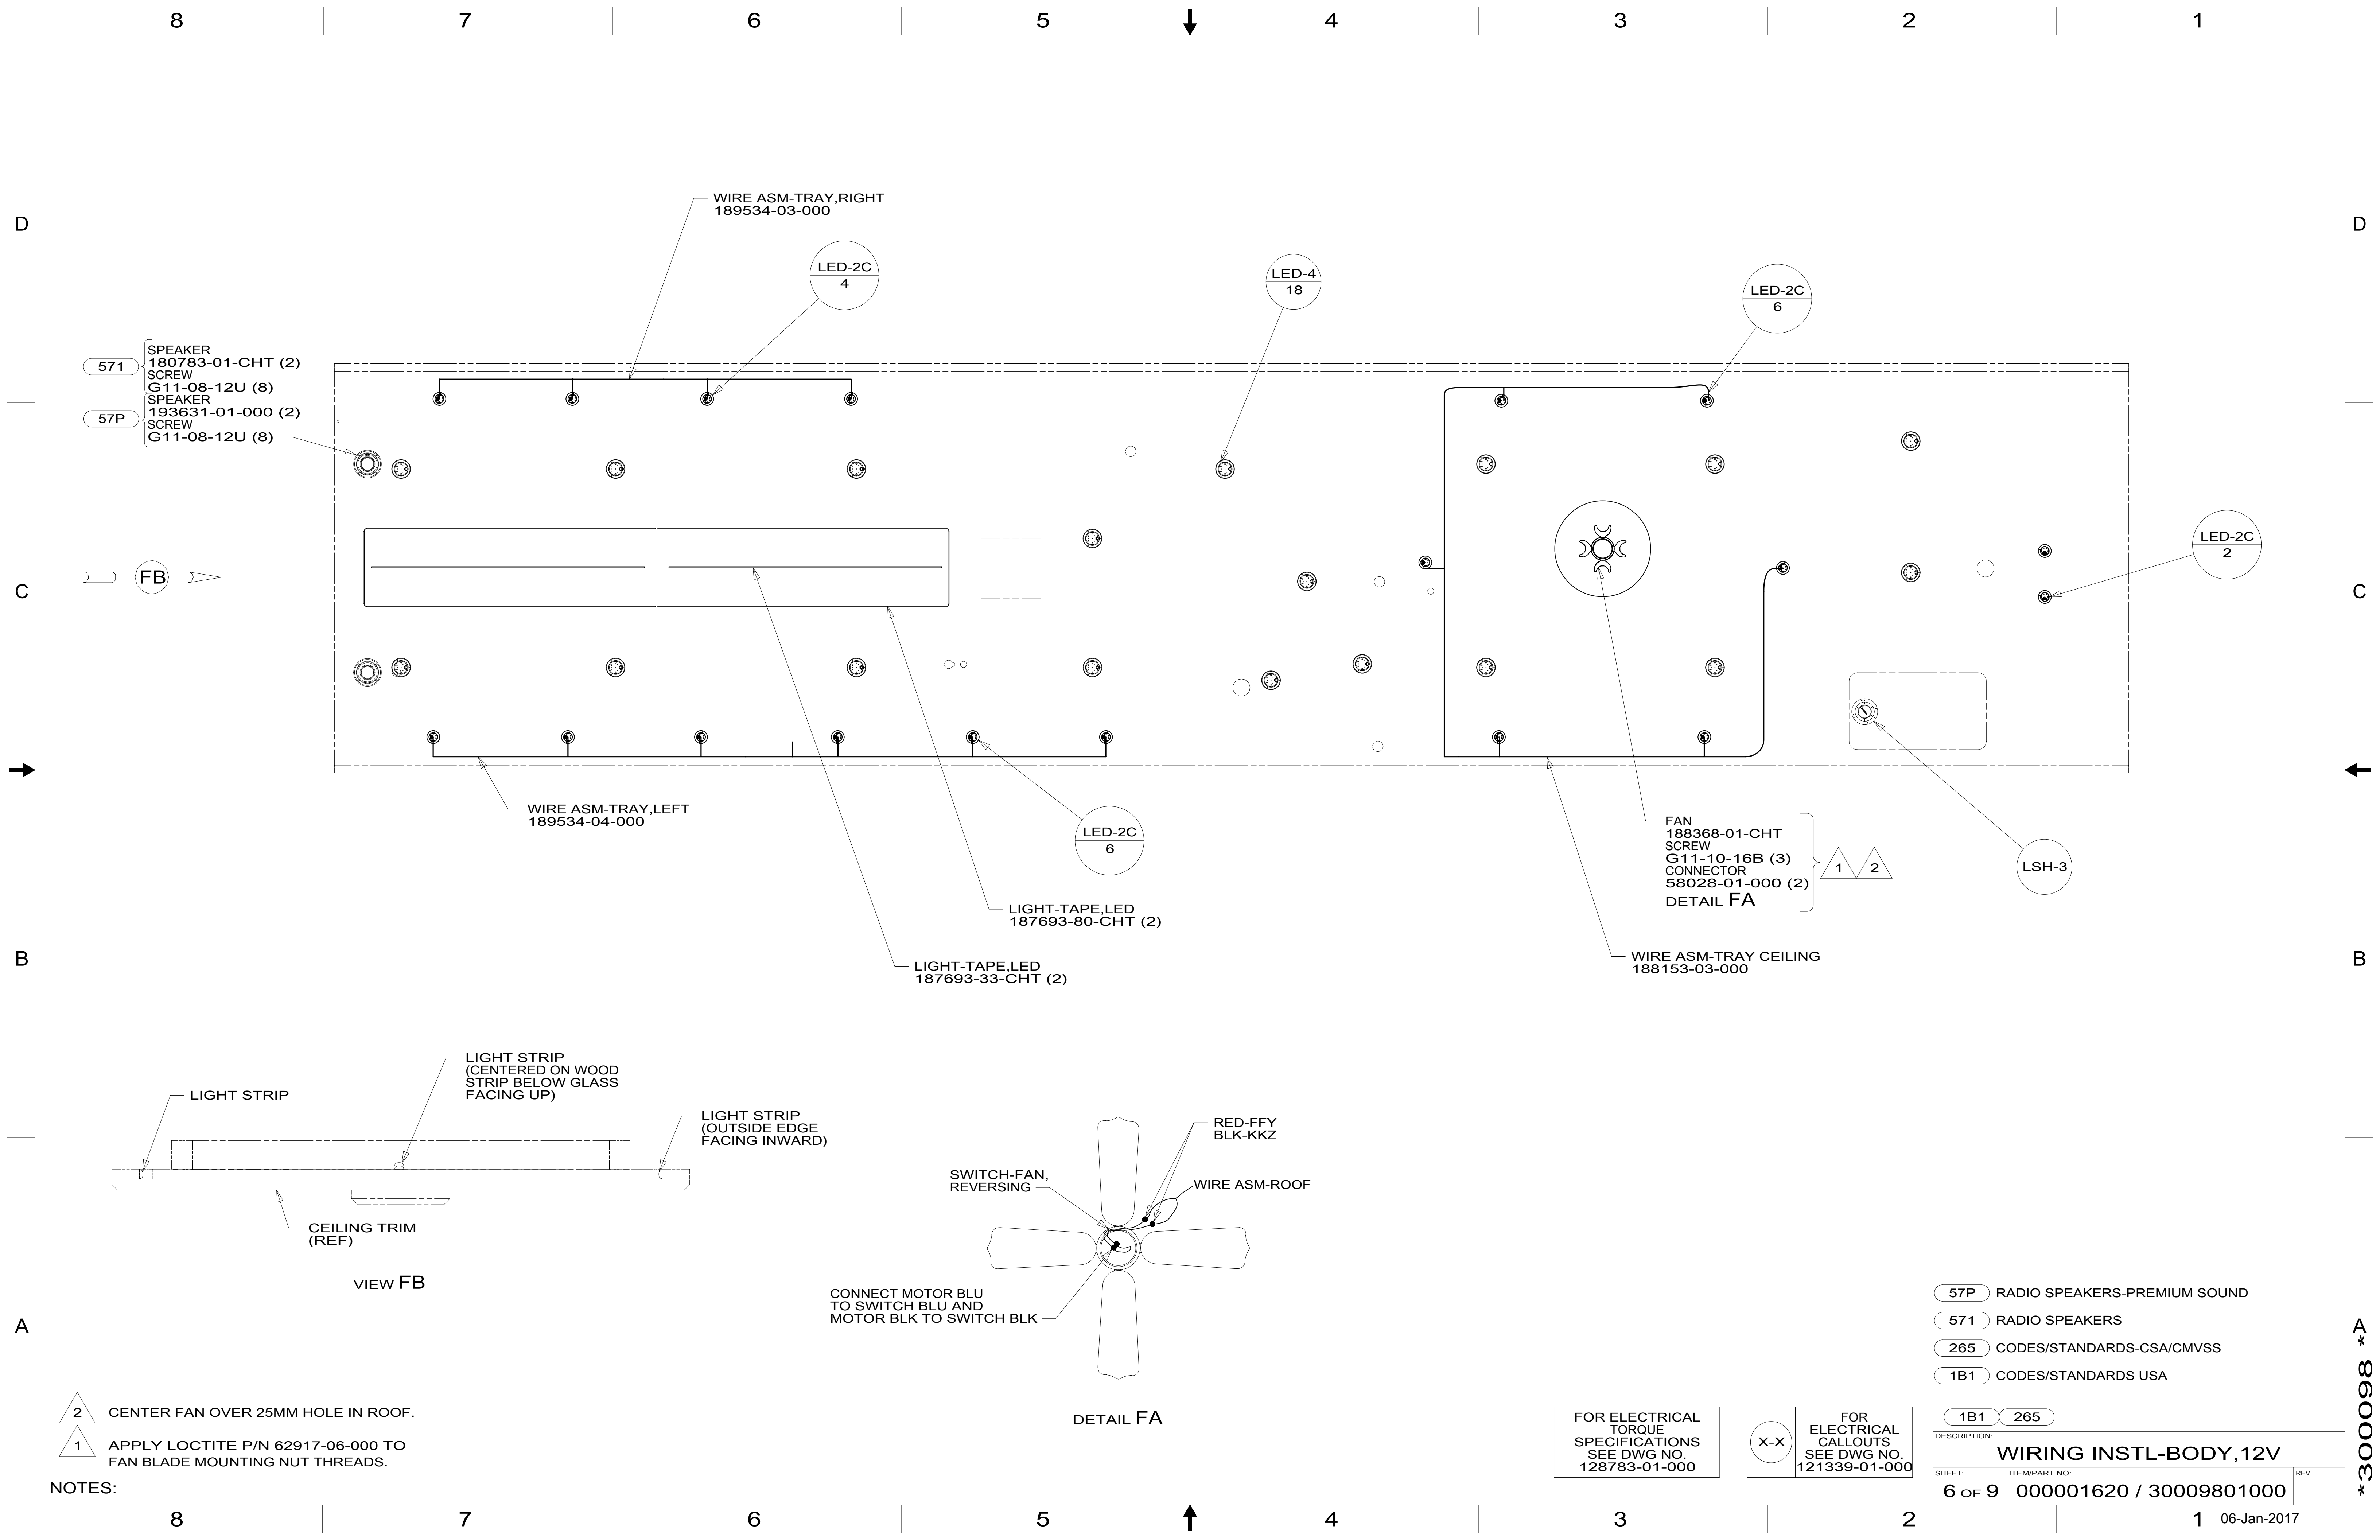 8 7 6 5 4 3 2 1
D
D
C
C
B
B
A
A
WIRE ASM-TRAY,RIGHT
189534-03-000
LED-2C
4
LED-4
18
LED-2C
6
571
SPEAKER
180783-01-CHT (2)
SCREW
G11-08-12U (8)
57P
SPEAKER
193631-01-000 (2)
SCREW
G11-08-12U (8)
FB
LED-2C
2
WIRE ASM-TRAY,LEFT
189534-04-000
LED-2C
6
FAN
188368-01-CHT
SCREW
G11-10-16B (3)
CONNECTOR
58028-01-000 (2)
DETAIL FA
1 2
LSH-3
LIGHT-TAPE,LED
187693-80-CHT (2)
LIGHT-TAPE,LED
187693-33-CHT (2)
WIRE ASM-TRAY CEILING
188153-03-000
LIGHT STRIP
LIGHT STRIP
(CENTERED ON WOOD
STRIP BELOW GLASS
FACING UP)
LIGHT STRIP
(OUTSIDE EDGE
FACING INWARD)
CEILING TRIM
(REF)
VIEW FB
RED-FFY
BLK-KKZ
SWITCH-FAN,
REVERSING
WIRE ASM-ROOF
CONNECT MOTOR BLU
TO SWITCH BLU AND
MOTOR BLK TO SWITCH BLK
DETAIL FA
57P RADIO SPEAKERS-PREMIUM SOUND
571 RADIO SPEAKERS
265 CODES/STANDARDS-CSA/CMVSS
1B1 CODES/STANDARDS USA
2 CENTER FAN OVER 25MM HOLE IN ROOF.
1 APPLY LOCTITE P/N 62917-06-000 TO
FAN BLADE MOUNTING NUT THREADS.
NOTES:
FOR ELECTRICAL
TORQUE
SPECIFICATIONS
SEE DWG NO.
128783-01-000
X-X
FOR
ELECTRICAL
CALLOUTS
SEE DWG NO.
121339-01-000
1B1 265
DESCRIPTION:
WIRING INSTL-BODY,12V
SHEET:
6 OF 9
ITEM/PART NO:
000001620 / 30009801000
REV
*300098*
8 7 6 5 4 3 2 1
06-Jan-2017